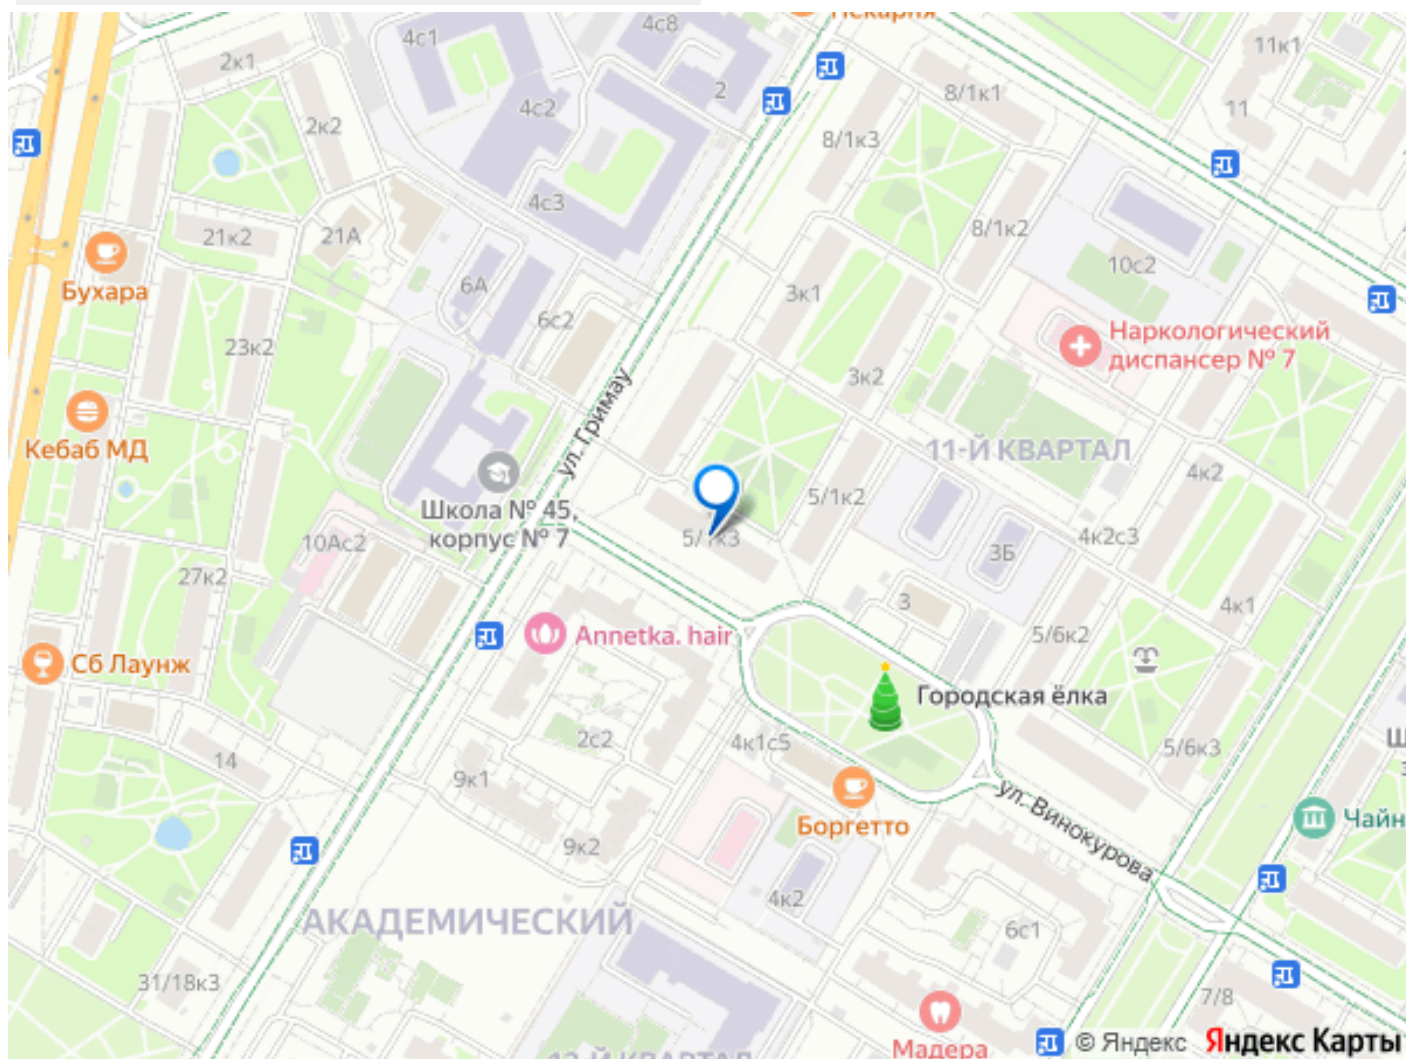 Пекарня
4с1
4с8
11к1
2к1
2
8/1к1
4с2
11
2к2
8/1к3
4с3
21к2
21А
8/1к2
10с2
Бухара
6А
3к1
6с2
Наркологический
диспансер № 7
23к2
3к2
ул. Гримау
Кебаб МД
11-Й КВАРТАЛ
4к2
5/1к2
Школа № 45,
корпус № 7
10Ас2
5/1к3
3Б
4к2с3
27к2
3
4к1
Annetka. hair
5/6к2
Сб Лаунж
Городская ёлка
2с2
4к1с5
5/6к3
14
9к1
ул. Винокурова
Чайн
Боргетто
9к2
4к2
АКАДЕМИЧЕСКИЙ
6с1
31/18к3
7/8
Мадера
© Яндекс Яндекс Карты